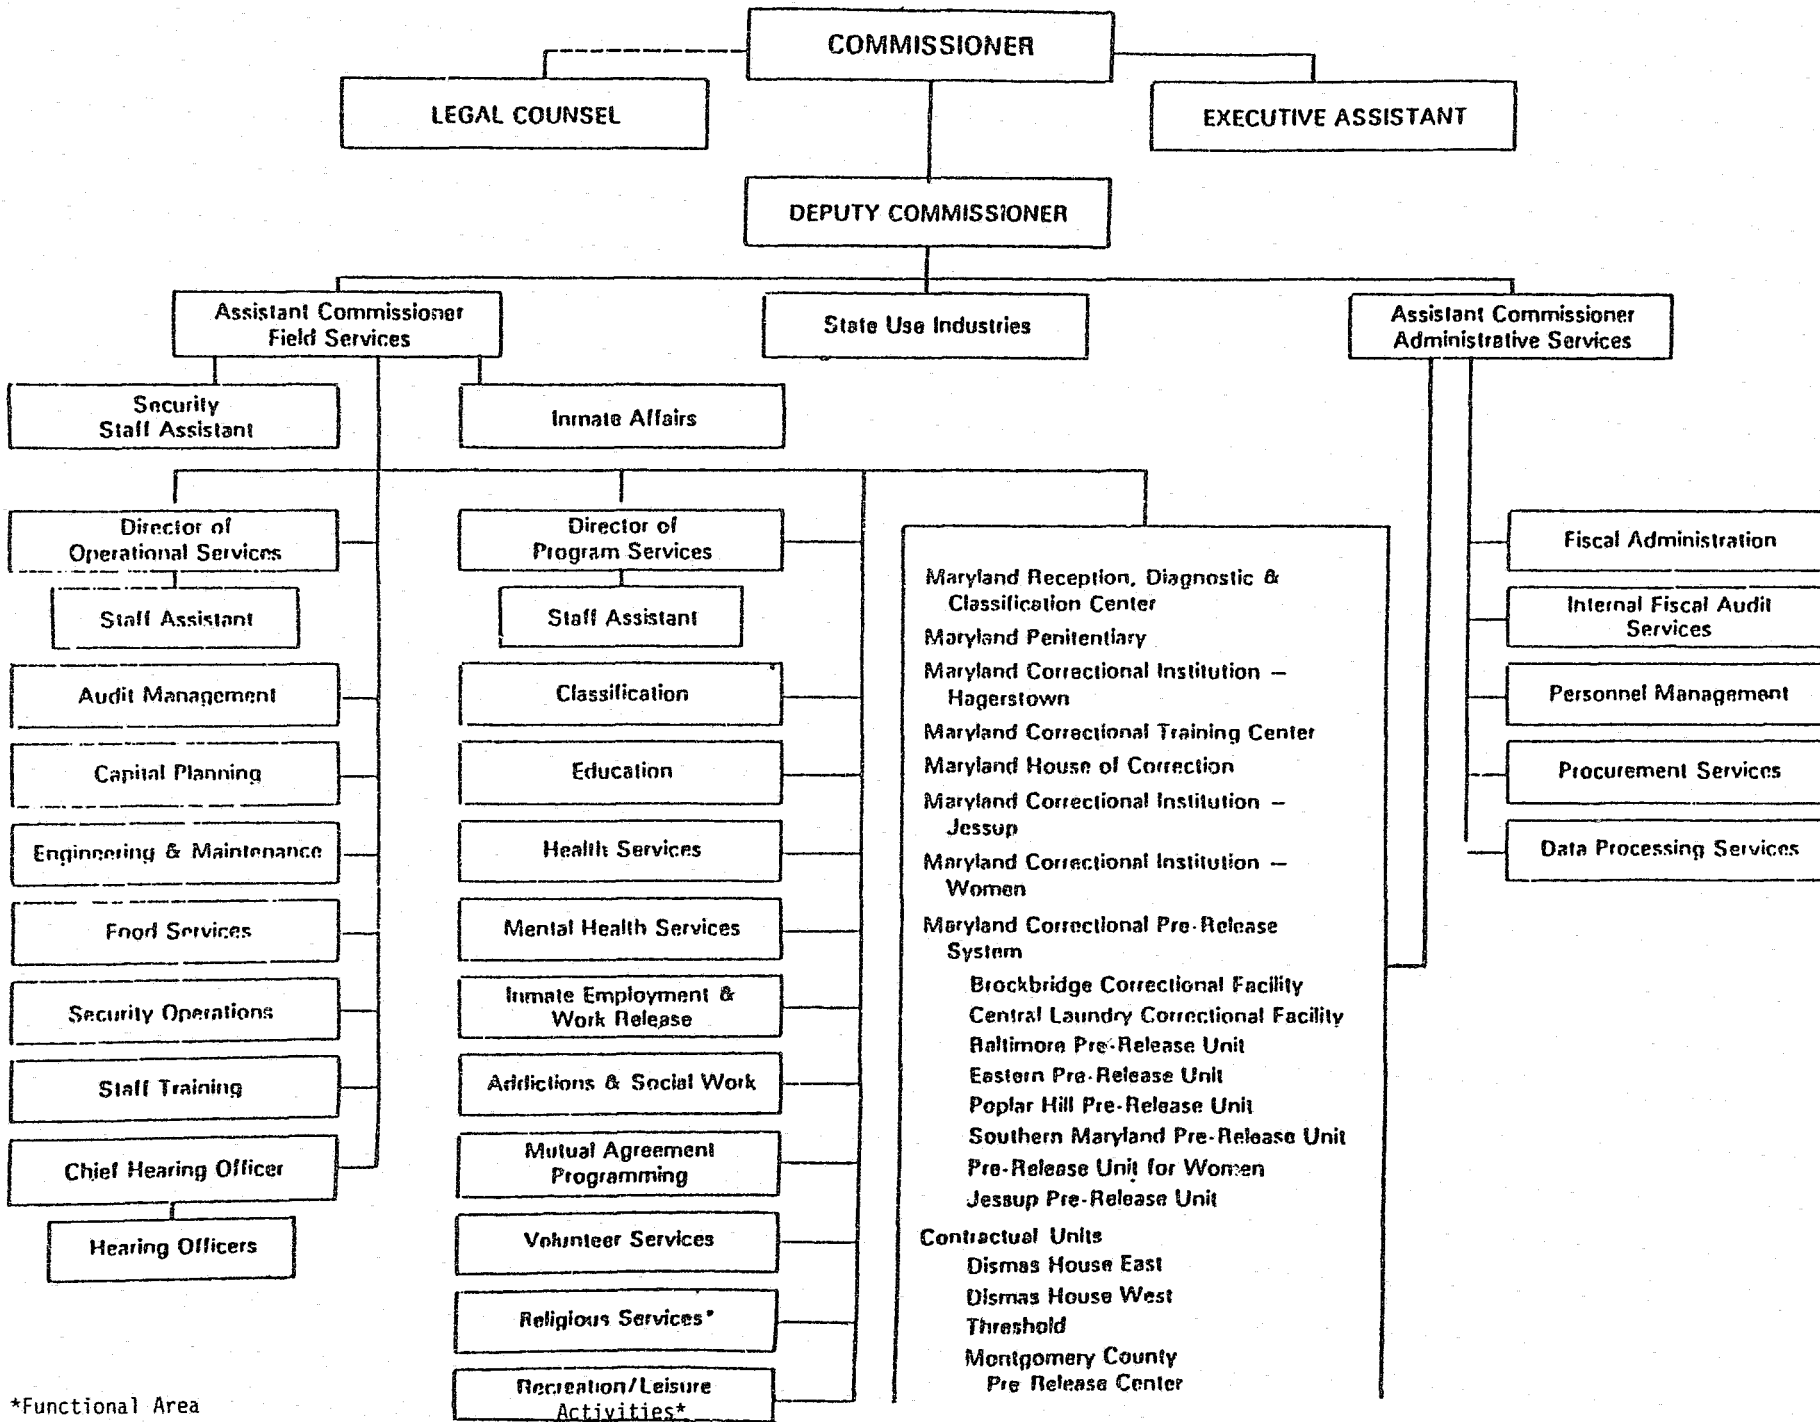 COMMISSIONER
LEGAL COUNSEL
EXECUTIVE ASSISTANT
DEPUTY COMMISSIONER
Assistant Commissioner
Field Services
State Use Industries
Assistant Commissioner
Administrative Services
Security
Staff Assistant
Inmate Affairs
Director of
Operational Services
Staff Assistant
Audit Management
Capital Planning
Engineering & Maintenance
Food Services
Security Operations
Staff Training
Chief Hearing Officer
Hearing Officers
Director of
Program Services
Staff Assistant
Classification
Education
Health Services
Mental Health Services
Inmate Employment &
Work Release
Addictions & Social Work
Mutual Agreement
Programming
Volunteer Services
Religious Services*
Recreation/Leisure
Activities*
Maryland Reception, Diagnostic &
Classification Center
Maryland Penitentiary
Maryland Correctional Institution –
Hagerstown
Maryland Correctional Training Center
Maryland House of Correction
Maryland Correctional Institution –
Jessup
Maryland Correctional Institution –
Women
Maryland Correctional Pre-Release
System
Brockbridge Correctional Facility
Central Laundry Correctional Facility
Baltimore Pre-Release Unit
Eastern Pre-Release Unit
Poplar Hill Pre-Release Unit
Southern Maryland Pre-Release Unit
Pre-Release Unit for Women
Jessup Pre-Release Unit
Contractual Units
Dismas House East
Dismas House West
Threshold
Montgomery County
Pre Release Center
Fiscal Administration
Internal Fiscal Audit
Services
Personnel Management
Procurement Services
Data Processing Services
*Functional Area